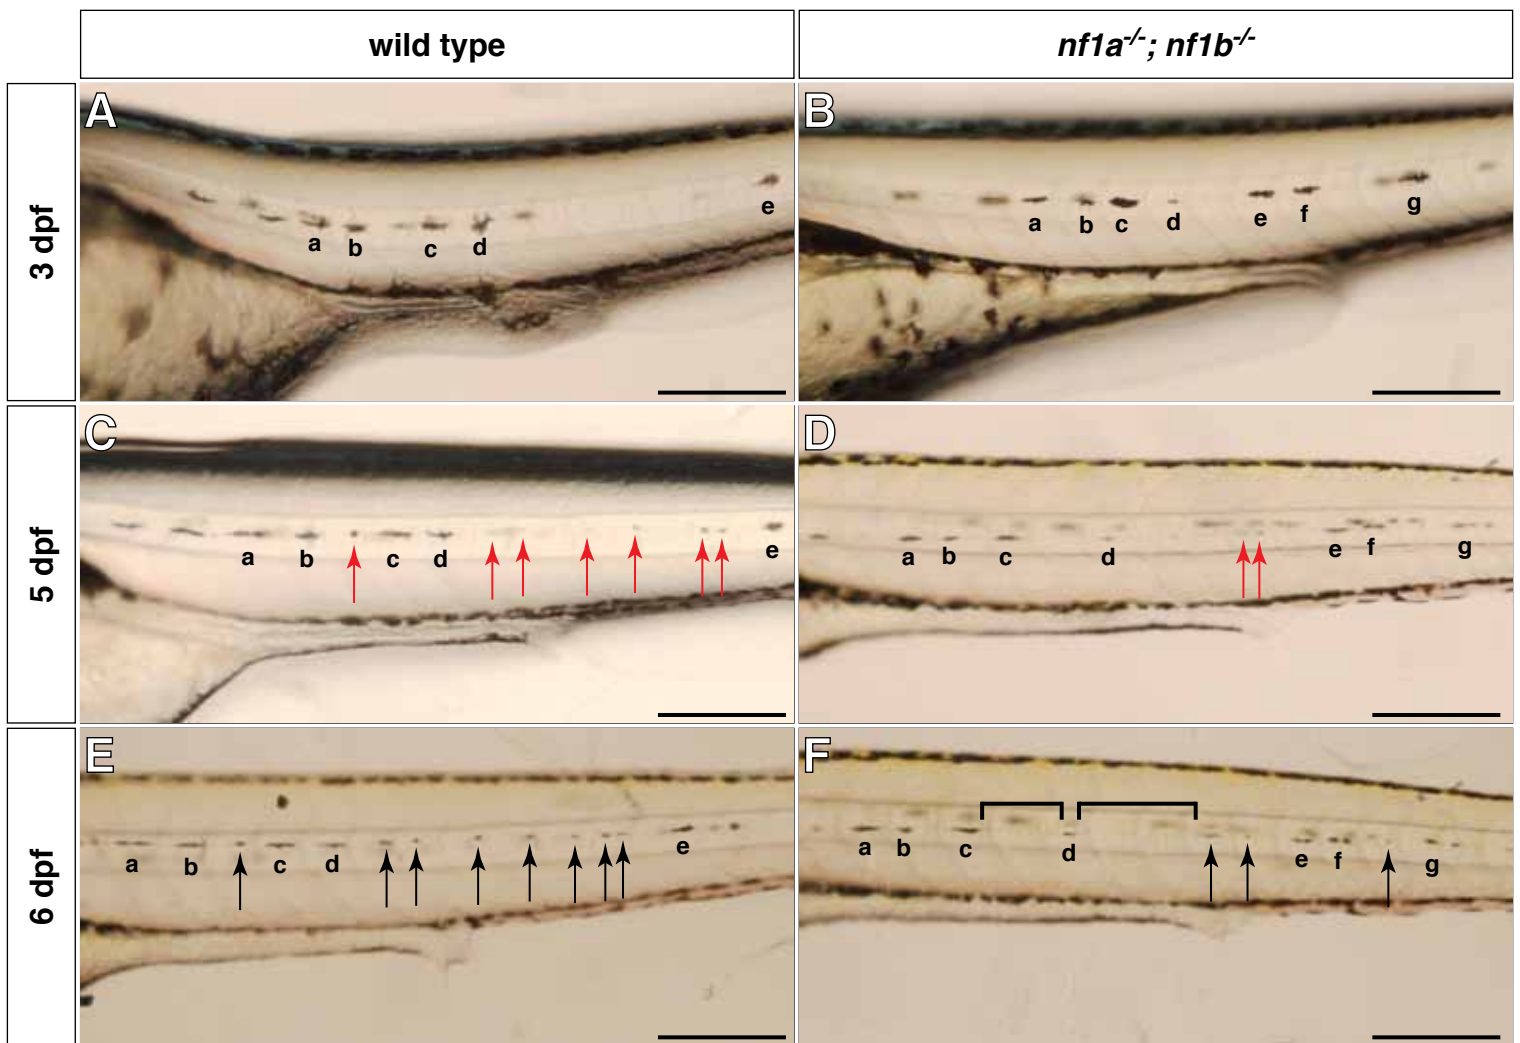 wild type
nf1a-/-; nf1b-/-
3 dpf
A
a b c d e
B
a b c d e f g
5 dpf
C
a b c d e
D
a b c d e f g
6 dpf
E
a b c d e
F
a b c d e f g